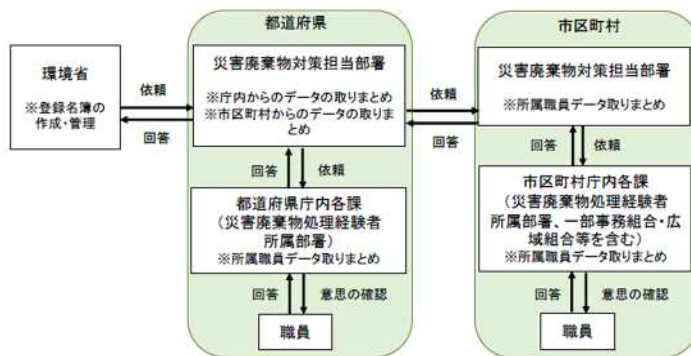 都道府県
市区町村
環境省
※登録名簿の
作成・管理
依頼
回答
災害廃棄物対策担当部署
※庁内からのデータの取りまとめ
※市区町村からのデータの取りま
とめ
依頼
回答
災害廃棄物対策担当部署
※所属職員データ取りまとめ
回答
依頼
回答
依頼
都道府県庁内各課
(災害廃棄物処理経験者
所属部署)
※所属職員データ取りまとめ
市区町村庁内各課
(災害廃棄物処理経験者
所属部署、一部事務組合・広
域組合等を含む)
※所属職員データ取りまとめ
回答
意思の確認
回答
意思の確認
職員
職員